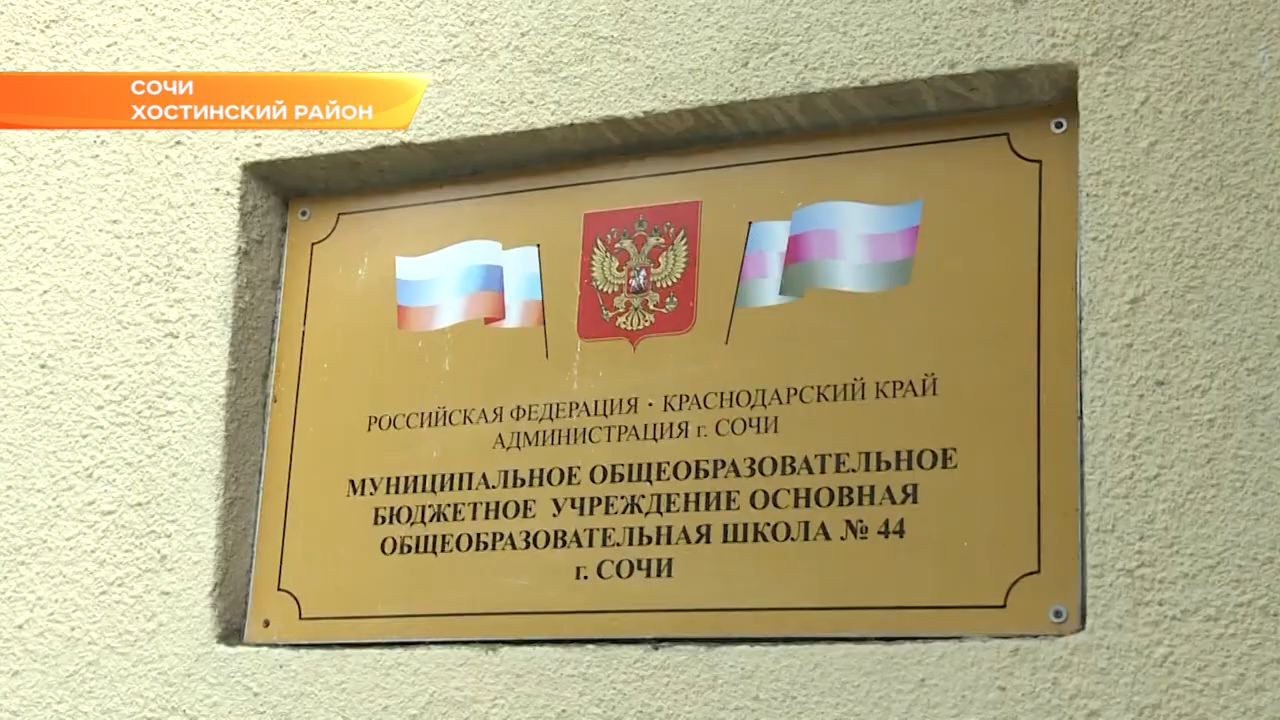 СОЧИ
ХОСТИНСКИЙ РАЙОН
РОССИЙСКАЯ ФЕДЕРАЦИЯ · КРАСНОДАРСКИЙ КРАЙ
АДМИНИСТРАЦИЯ г. СОЧИ
МУНИЦИПАЛЬНОЕ ОБЩЕОБРАЗОВАТЕЛЬНОЕ
БЮДЖЕТНОЕ УЧРЕЖДЕНИЕ ОСНОВНАЯ
ОБЩЕОБРАЗОВАТЕЛЬНАЯ ШКОЛА № 44
г. СОЧИ